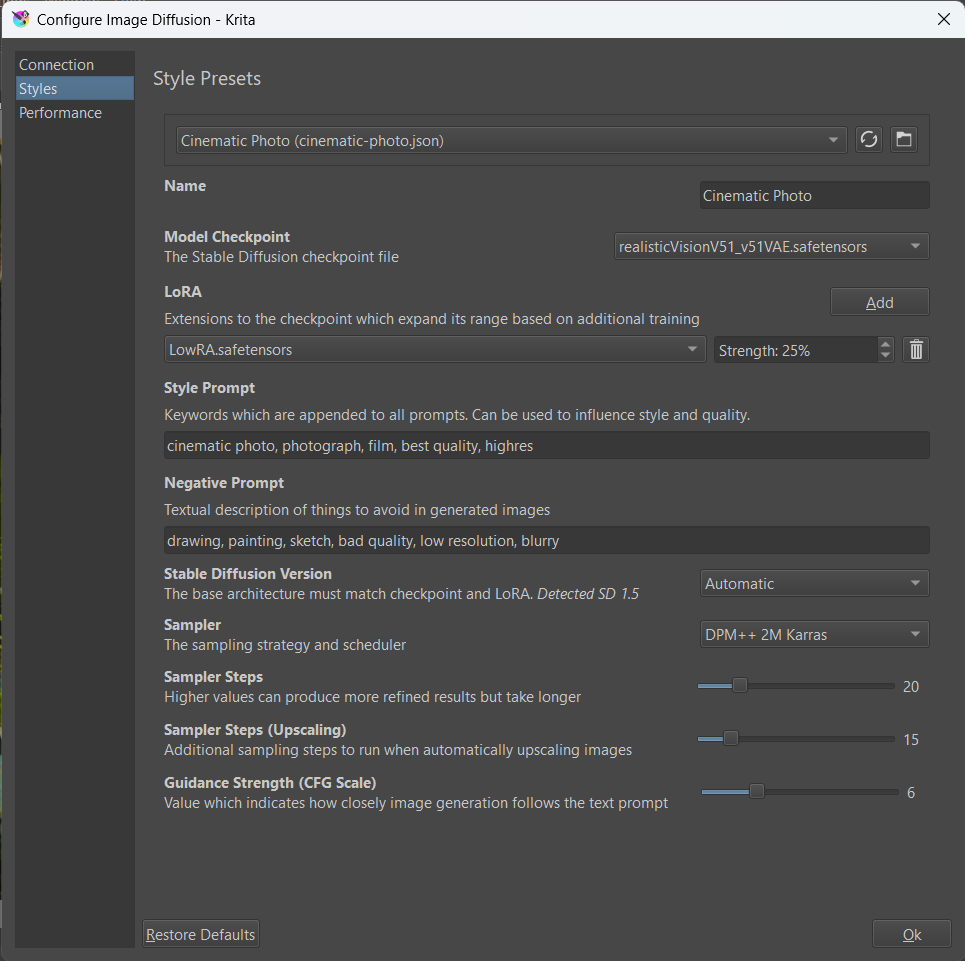 Configure Image Diffusion - Krita
Connection
Styles
Performance
Style Presets
Cinematic Photo (cinematic-photo.json)
Name
Cinematic Photo
Model Checkpoint
The Stable Diffusion checkpoint file
realisticVisionV51_v51VAE.safetensors
LoRA
Extensions to the checkpoint which expand its range based on additional training
Add
LowRA.safetensors
Strength: 25%
Style Prompt
Keywords which are appended to all prompts. Can be used to influence style and quality.
cinematic photo, photograph, film, best quality, highres
Negative Prompt
Textual description of things to avoid in generated images
drawing, painting, sketch, bad quality, low resolution, blurry
Stable Diffusion Version
The base architecture must match checkpoint and LoRA. Detected SD 1.5
Automatic
Sampler
The sampling strategy and scheduler
DPM++ 2M Karras
Sampler Steps
Higher values can produce more refined results but take longer
20
Sampler Steps (Upscaling)
Additional sampling steps to run when automatically upscaling images
15
Guidance Strength (CFG Scale)
Value which indicates how closely image generation follows the text prompt
6
Restore Defaults
Ok